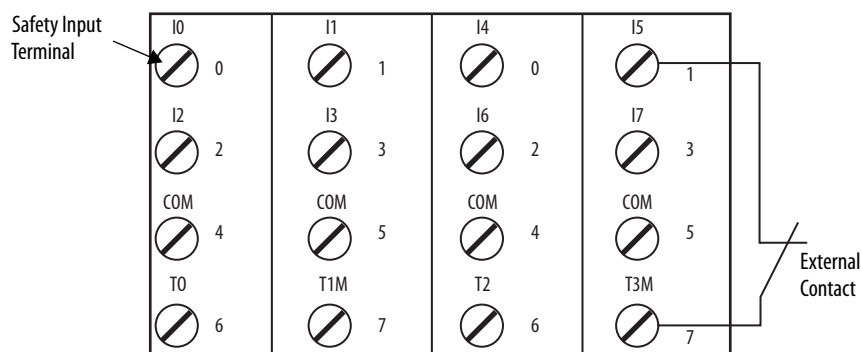 Safety Input
Terminal
I0 I1 I4 I5
0 1 0 1
I2 I3 I6 I7
2 3 2 3
COM COM COM COM
4 5 4 5
T0 T1M T2 T3M
6 7 6 7
External
Contact